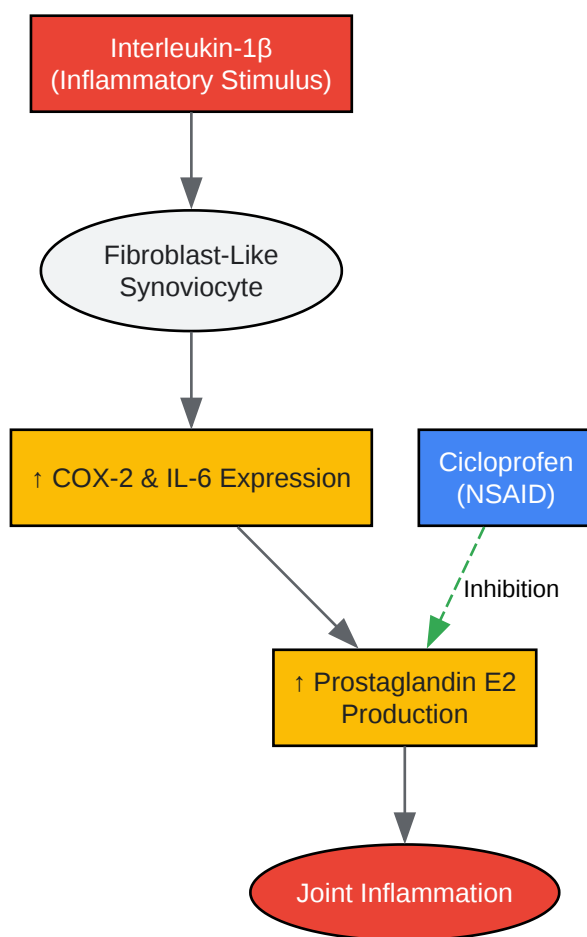 Interleukin-1β
(Inflammatory Stimulus)
Fibroblast-Like
Synoviocyte
↑ COX-2 & IL-6 Expression
Cicloprofen
(NSAID)
Inhibition
↑ Prostaglandin E2
Production
Joint Inflammation